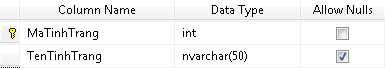 Column Name Data Type Allow Nulls
MaTinhTrang int
TenTinhTrang nvarchar(50)